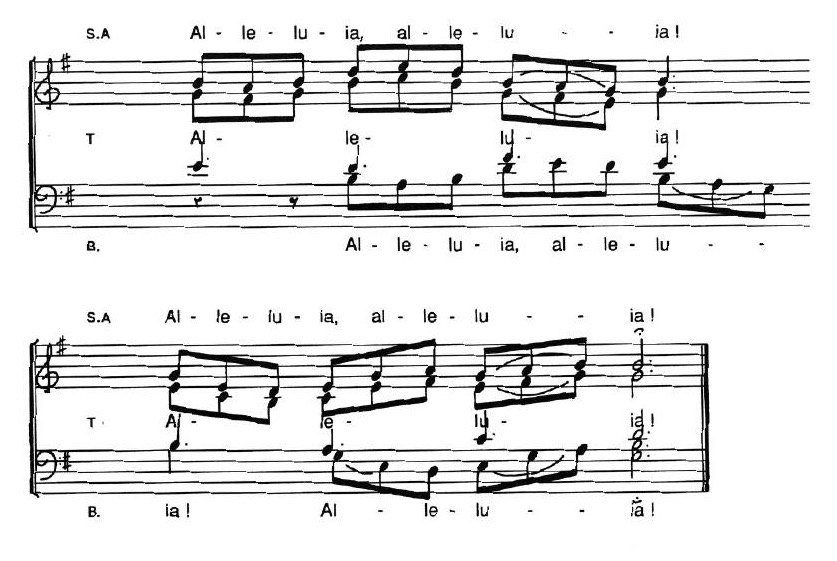 S.A Al - le - lu - ia, al - le - lu - - ia !
T Al - le - lu - ia !
B. Al - le - lu - ia, al - le - lu - -
S.A Al - le - lu - ia, al - le - lu - - ia !
T Al - le - lu - ia !
B. ia ! Al - le - lu - ia !